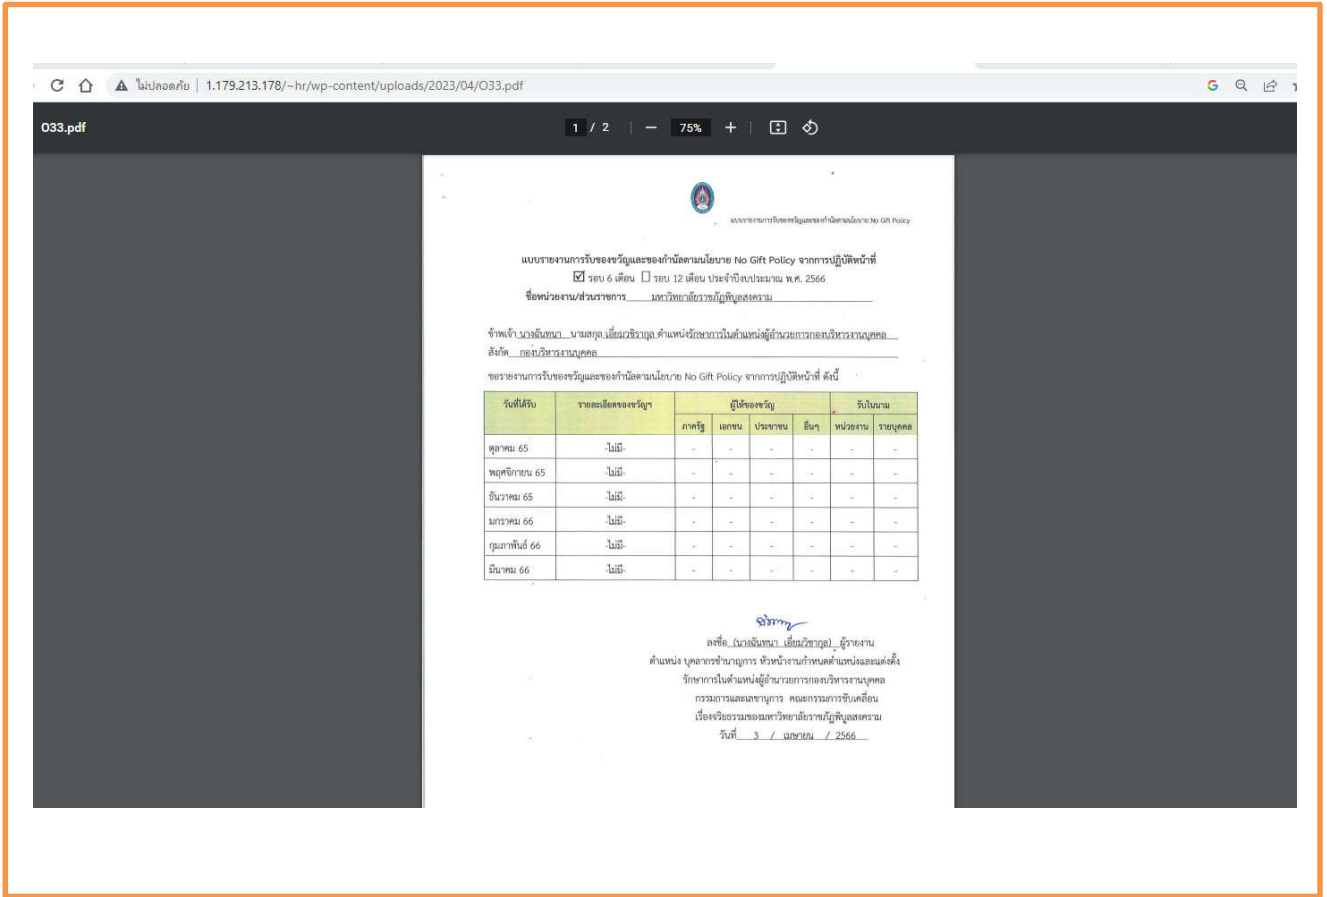 ไม่ปลอดภัย | 1.179.213.178/~hr/wp-content/uploads/2023/04/O33.pdf
O33.pdf 1 / 2 | — 75% + |
แบบรายงานการรับของขวัญและของกำนัลตามนโยบาย No Gift Policy
แบบรายงานการรับของขวัญและของกำนัลตามนโยบาย No Gift Policy จากการปฏิบัติหน้าที่
☑ รอบ 6 เดือน ☐ รอบ 12 เดือน ประจำปีงบประมาณ พ.ศ. 2566
ชื่อหน่วยงาน/ส่วนราชการ มหาวิทยาลัยราชภัฏพิบูลสงคราม
ข้าพเจ้า นางฉันทนา นามสกุล เอี่ยมวชิรากุล ตำแหน่งรักษาการในตำแหน่งผู้อำนวยการกองบริหารงานบุคคล
สังกัด กองบริหารงานบุคคล
ขอรายงานการรับของขวัญและของกำนัลตามนโยบาย No Gift Policy จากการปฏิบัติหน้าที่ ดังนี้
วันที่ได้รับ รายละเอียดของขวัญฯ ผู้ให้ของขวัญ รับในนาม
ภาครัฐ เอกชน ประชาชน อื่นๆ หน่วยงาน รายบุคคล
ตุลาคม 65 -ไม่มี- - - - - - -
พฤศจิกายน 65 -ไม่มี- - - - - - -
ธันวาคม 65 -ไม่มี- - - - - - -
มกราคม 66 -ไม่มี- - - - - - -
กุมภาพันธ์ 66 -ไม่มี- - - - - - -
มีนาคม 66 -ไม่มี- - - - - - -
ลงชื่อ (นางฉันทนา เอี่ยมวิชากุล) ผู้รายงาน
ตำแหน่ง บุคลากรชำนาญการ หัวหน้างานกำหนดตำแหน่งและแต่งตั้ง
รักษาการในตำแหน่งผู้อำนวยการกองบริหารงานบุคคล
กรรมการและเลขานุการ คณะกรรมการขับเคลื่อน
เรื่องจริยธรรมของมหาวิทยาลัยราชภัฏพิบูลสงคราม
วันที่ 3 / เมษายน / 2566